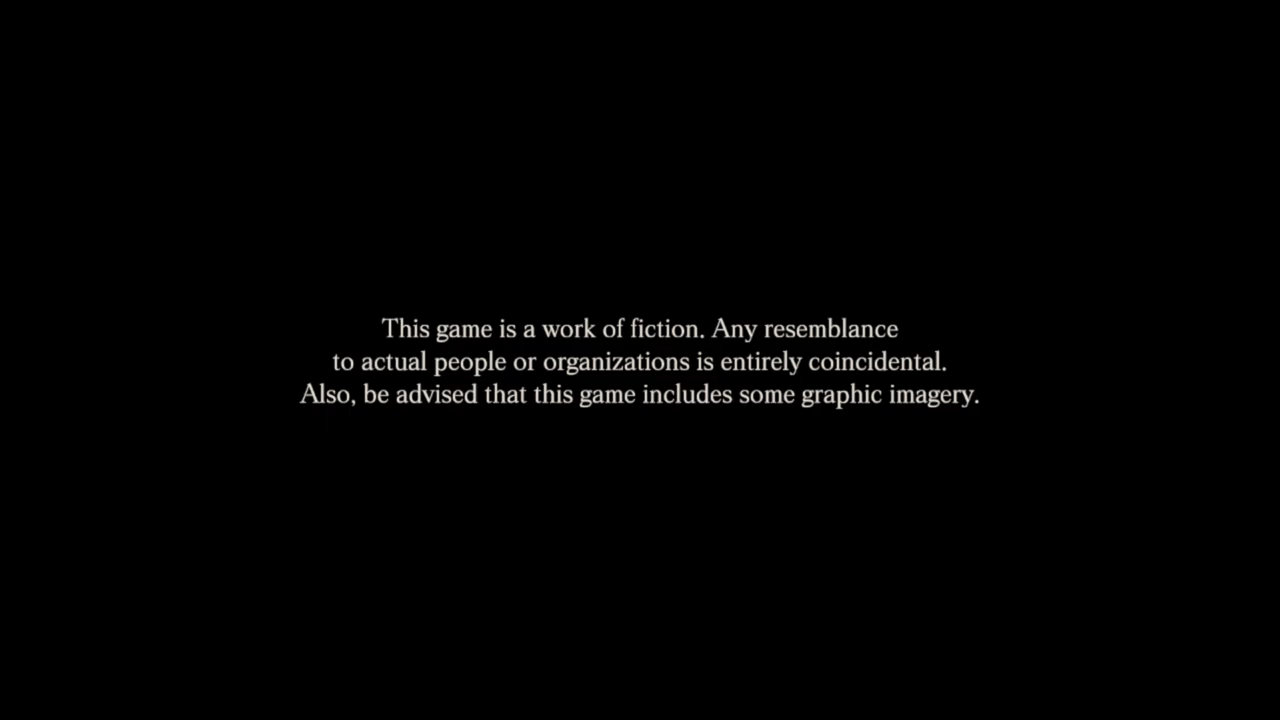 This game is a work of fiction. Any resemblance
to actual people or organizations is entirely coincidental.
Also, be advised that this game includes some graphic imagery.